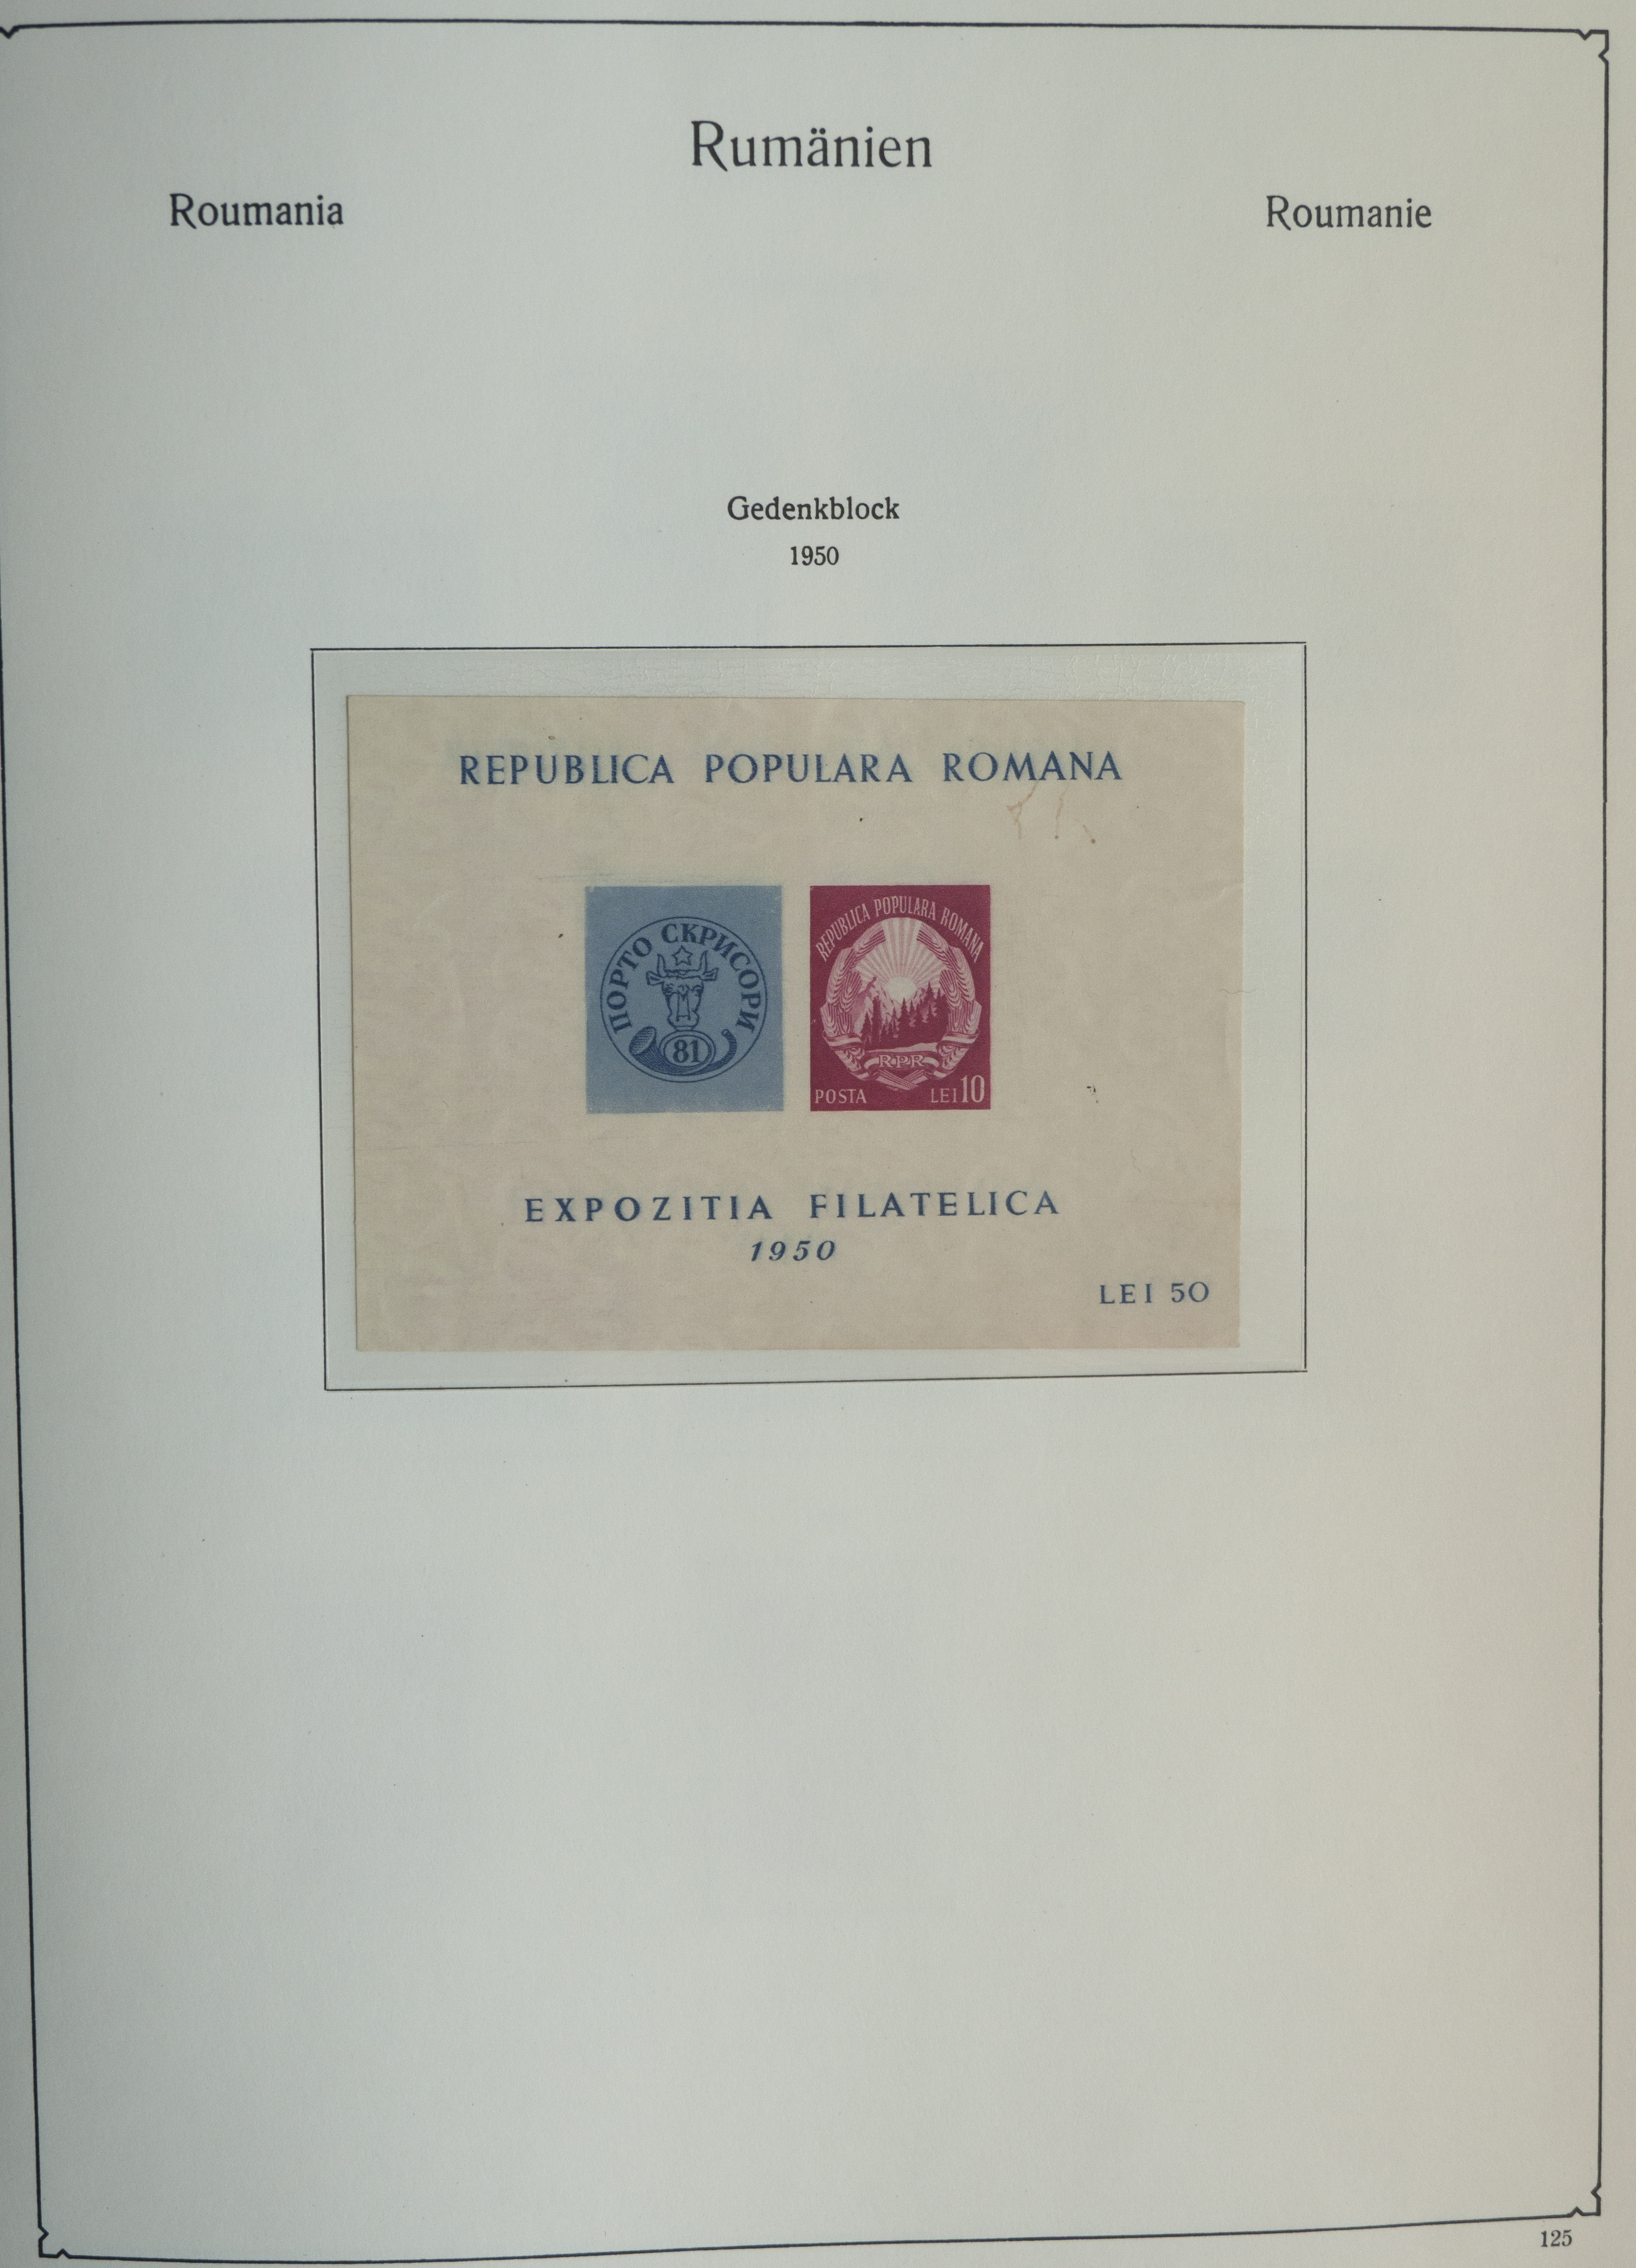 Rumänien
Roumania
Roumanie
Gedenkblock
1950
REPUBLICA POPULARA ROMANA
ПОРТО СКРИСОРИ
81
REPUBLICA POPULARA ROMANA
RPR
POSTA LEI 10
EXPOZITIA FILATELICA
1950
LEI 50
125